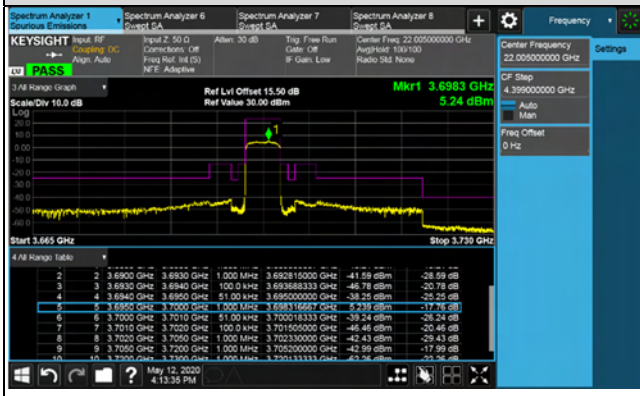 Spectrum Analyzer 1
Spurious Emissions
Spectrum Analyzer 6
Swept SA
Spectrum Analyzer 7
Swept SA
Spectrum Analyzer 8
Swept SA
+
Frequency
KEYSIGHT
Input: RF
Coupling: DC
Align: Auto
Input Z: 50 Ω
Corrections: Off
Freq Ref: Int (S)
NFE: Adaptive
Atten: 30 dB
Trig: Free Run
Gate: Off
IF Gain: Low
Center Freq: 22.005000000 GHz
Avg|Hold: 100/100
Radio Std: None
PASS
Center Frequency
22.005000000 GHz
Settings
CF Step
4.399000000 GHz
Auto
Man
Freq Offset
0 Hz
3 All Range Graph
Scale/Div 10.0 dB
Ref Lvl Offset 15.50 dB
Ref Value 30.00 dBm
Mkr1 3.6983 GHz
5.24 dBm
Log
20.0
10.0
0.00
-10.0
-20.0
-30.0
-40.0
-50.0
-60.0
1
Start 3.665 GHz
Stop 3.730 GHz
4 All Range Table
2 2 3.6900 GHz 3.6930 GHz 1.000 MHz 3.692815000 GHz -41.59 dBm -28.59 dB
3 3 3.6930 GHz 3.6940 GHz 100.0 kHz 3.693688333 GHz -46.78 dBm -20.78 dB
4 4 3.6940 GHz 3.6950 GHz 51.00 kHz 3.695000000 GHz -38.25 dBm -25.25 dB
5 5 3.6950 GHz 3.7000 GHz 1.000 MHz 3.698316667 GHz 5.239 dBm -17.76 dB
6 6 3.7000 GHz 3.7010 GHz 51.00 kHz 3.700018333 GHz -39.24 dBm -26.24 dB
7 7 3.7010 GHz 3.7020 GHz 100.0 kHz 3.701505000 GHz -46.46 dBm -20.46 dB
8 8 3.7020 GHz 3.7050 GHz 1.000 MHz 3.702330000 GHz -42.43 dBm -29.43 dB
9 9 3.7050 GHz 3.7200 GHz 1.000 MHz 3.705200000 GHz -42.99 dBm -17.99 dB
10 10 3.7200 GHz 3.7300 GHz 1.000 MHz
?
May 12, 2020
4:13:35 PM